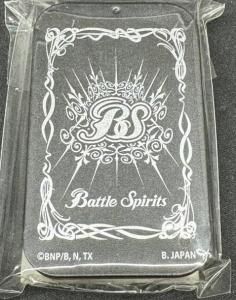 BS
Battle Spirits
©BNP/B, N, TX B. JAPAN